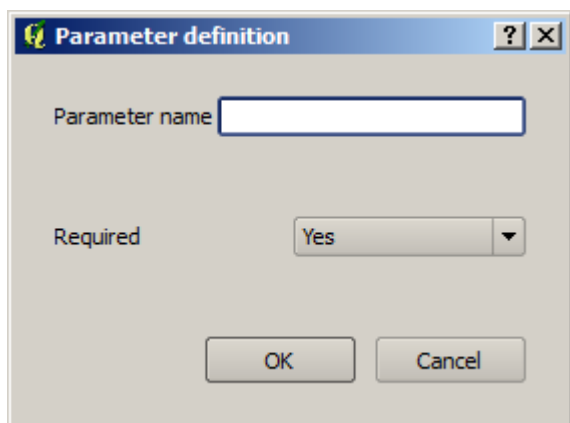 Parameter definition
Parameter name
Required Yes
OK Cancel